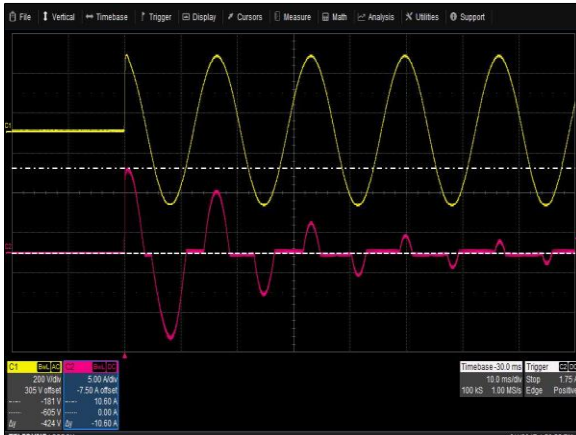 File Vertical Timebase Trigger Display Cursors Measure Math Analysis Utilities Support
C1
C2
C1 BwL AC
200 V/div
305 V offset
-181 V
-605 V
Δy -424 V
C2 BwL DC
5.00 A/div
-7.50 A offset
10.60 A
0.00 A
Δy -10.60 A
Timebase -30.0 ms
10.0 ms/div
100 kS 1.00 MS/s
Trigger C2 DC
Stop 1.75 A
Edge Positive